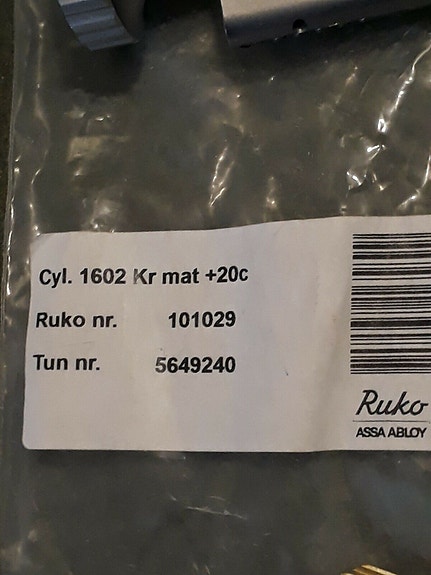 Cyl. 1602 Kr mat +20c
Ruko nr. 101029
Tun nr. 5649240
Ruko
ASSA ABLOY